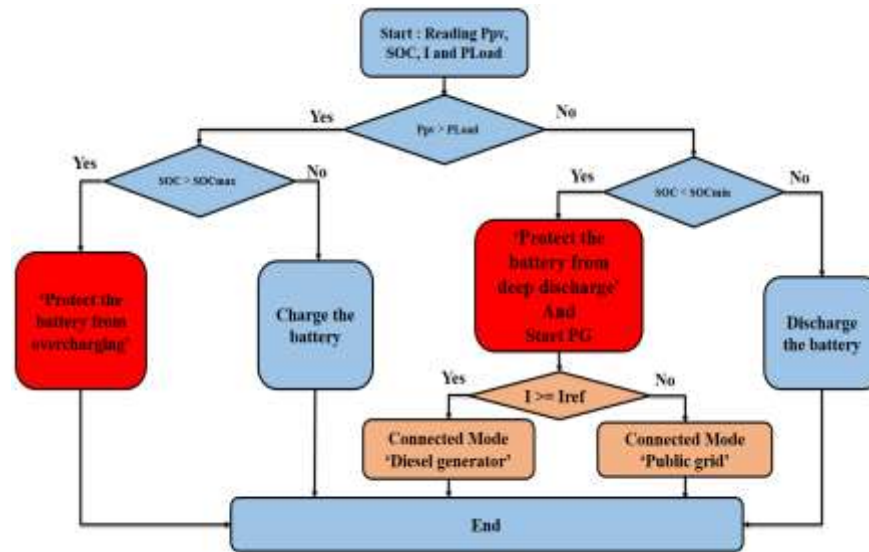 Start : Reading Ppv,
SOC, I and PLoad
Yes
No
Ppv > PLoad
Yes
SOC > SOCmax
No
Yes
SOC < SOCmin
No
'Protect the
battery from
overcharging'
Charge the
battery
'Protect the
battery from
deep discharge'
And
Start PG
Discharge
the battery
Yes
I >= Iref
No
Connected Mode
'Diesel generator'
Connected Mode
'Public grid'
End